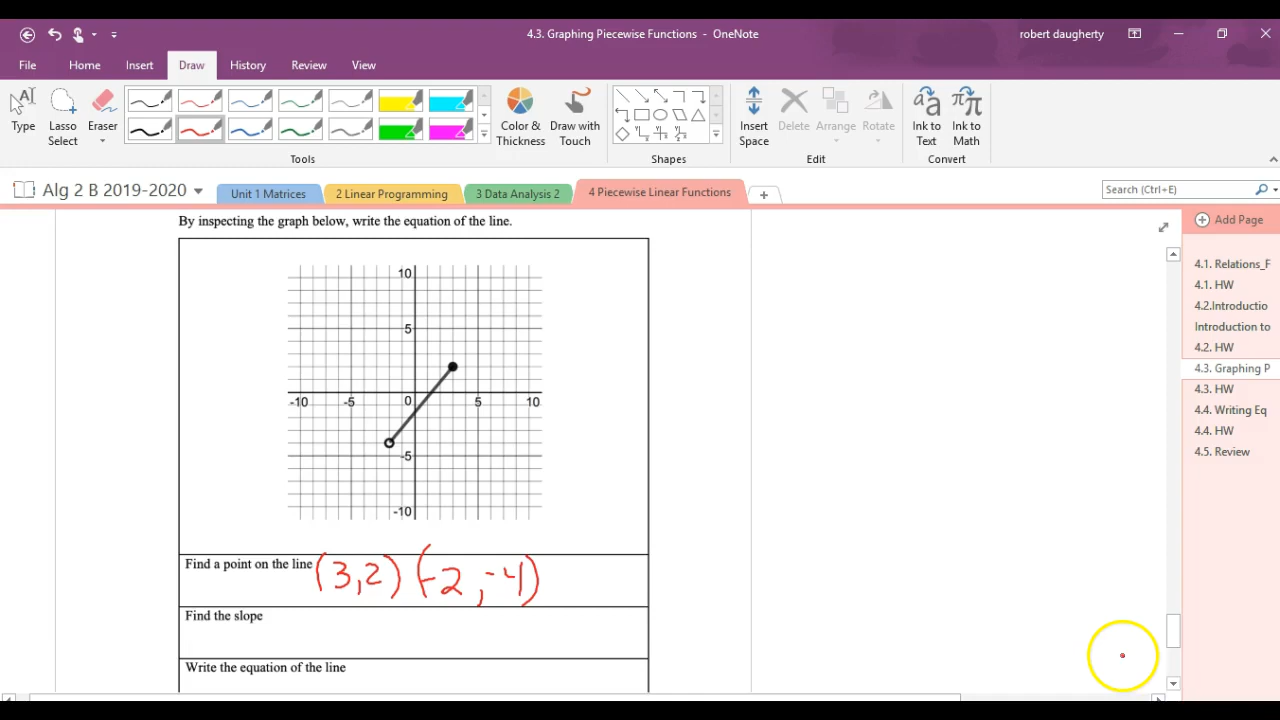 4.3. Graphing Piecewise Functions - OneNote
robert daugherty
File Home Insert Draw History Review View
Type
Lasso Select
Eraser
Color & Thickness
Draw with Touch
Insert Space
Delete
Arrange
Rotate
Ink to Text
Ink to Math
Tools
Shapes
Edit
Convert
Alg 2 B 2019-2020
Unit 1 Matrices
2 Linear Programming
3 Data Analysis 2
4 Piecewise Linear Functions
Search (Ctrl+E)
By inspecting the graph below, write the equation of the line.
10
5
-10 -5 0 5 10
-5
-10
Find a point on the line (3,2) (-2,-4)
Find the slope
Write the equation of the line
Add Page
4.1. Relations_F
4.1. HW
4.2.Introductio
Introduction to
4.2. HW
4.3. Graphing P
4.3. HW
4.4. Writing Eq
4.4. HW
4.5. Review